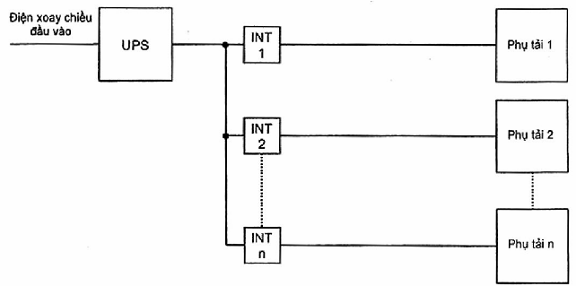 Điện xoay chiều
đầu vào
UPS
INT
1
Phụ tải 1
INT
2
Phụ tải 2
INT
n
Phụ tải n